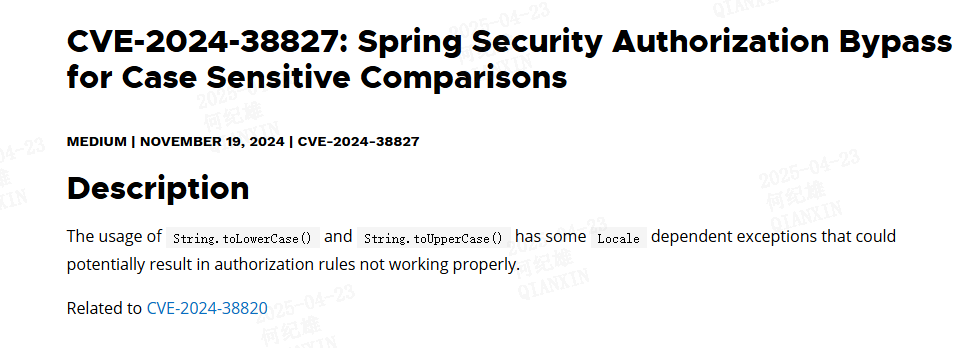 CVE-2024-38827: Spring Security Authorization Bypass
for Case Sensitive Comparisons
MEDIUM | NOVEMBER 19, 2024 | CVE-2024-38827
Description
The usage of String.toLowerCase() and String.toUpperCase() has some Locale dependent exceptions that could
potentially result in authorization rules not working properly.
Related to CVE-2024-38820
2025-04-23
何纪雄
QIANXIN